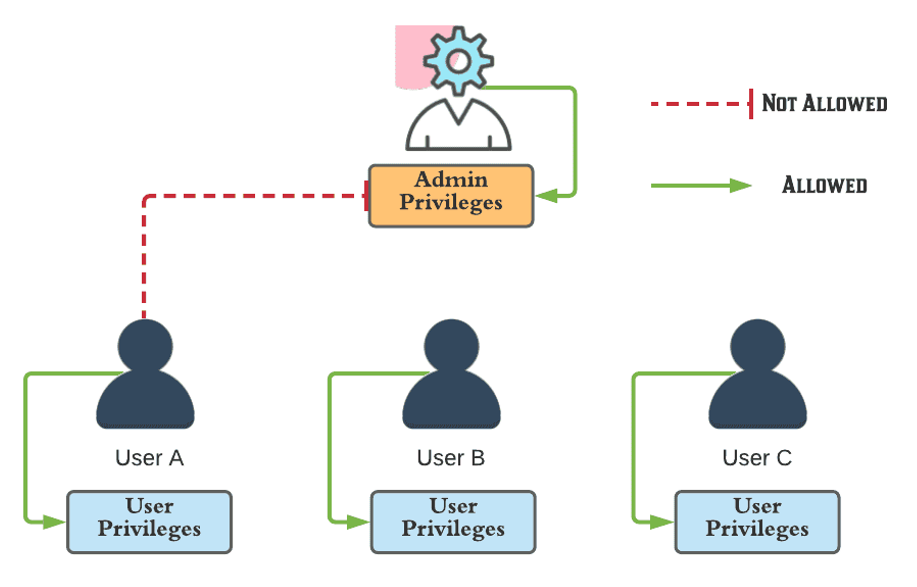 Not Allowed
Admin
Privileges
Allowed
User A
User B
User C
User
Privileges
User
Privileges
User
Privileges